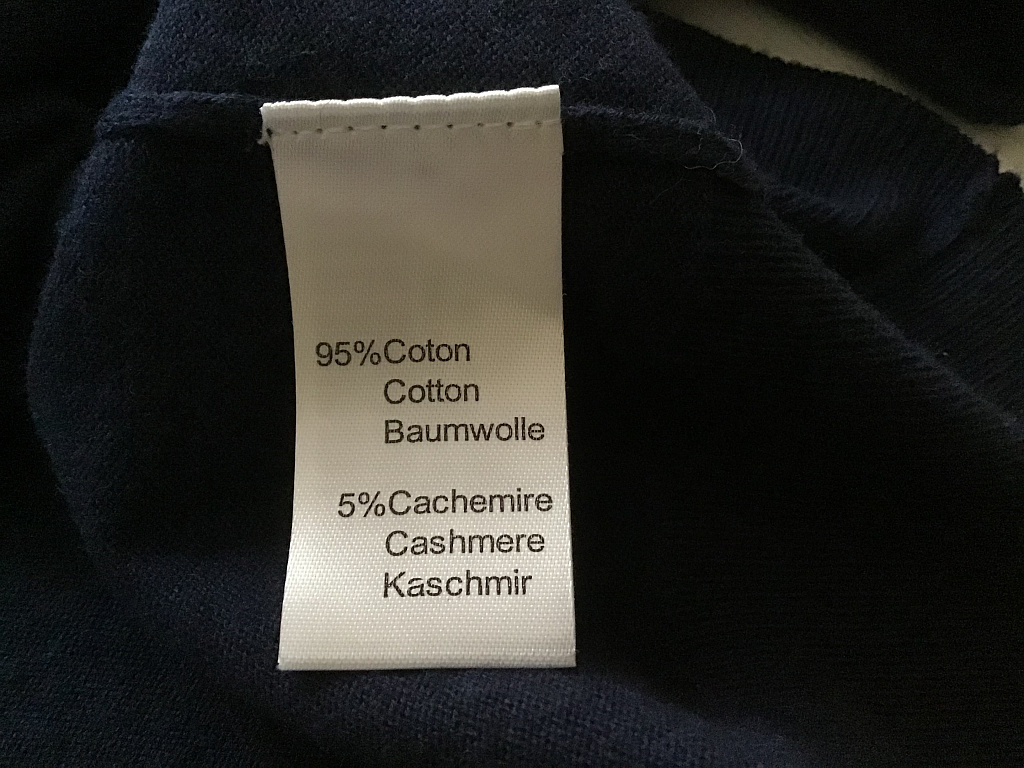 95%Coton
Cotton
Baumwolle
5%Cachemire
Cashmere
Kaschmir